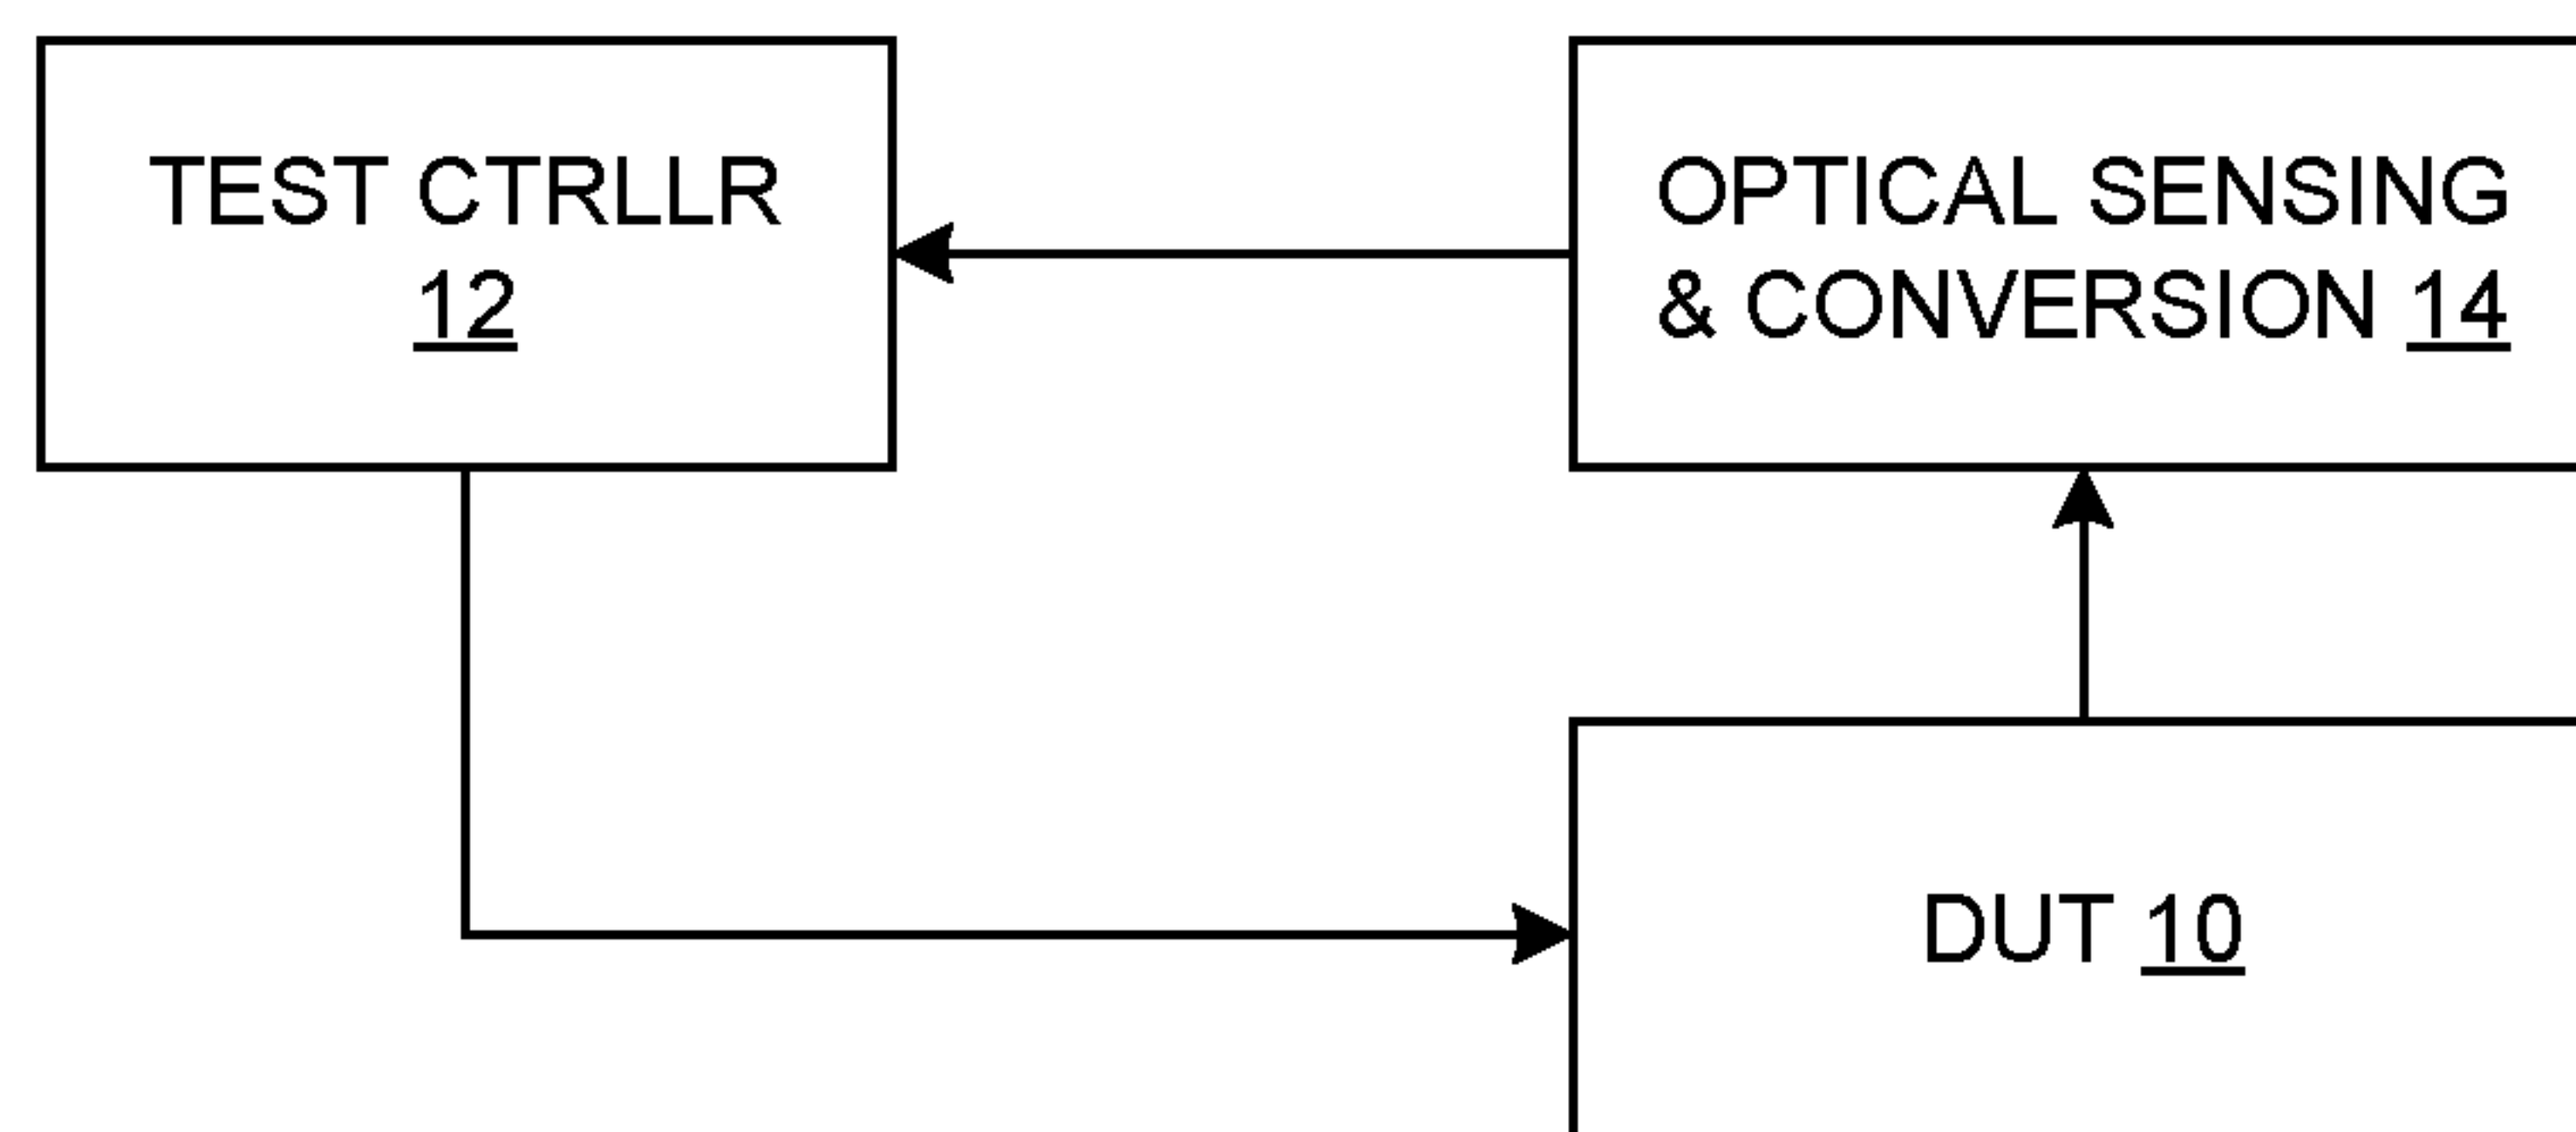 TEST CTRLLR
12
OPTICAL SENSING
& CONVERSION 14
DUT 10